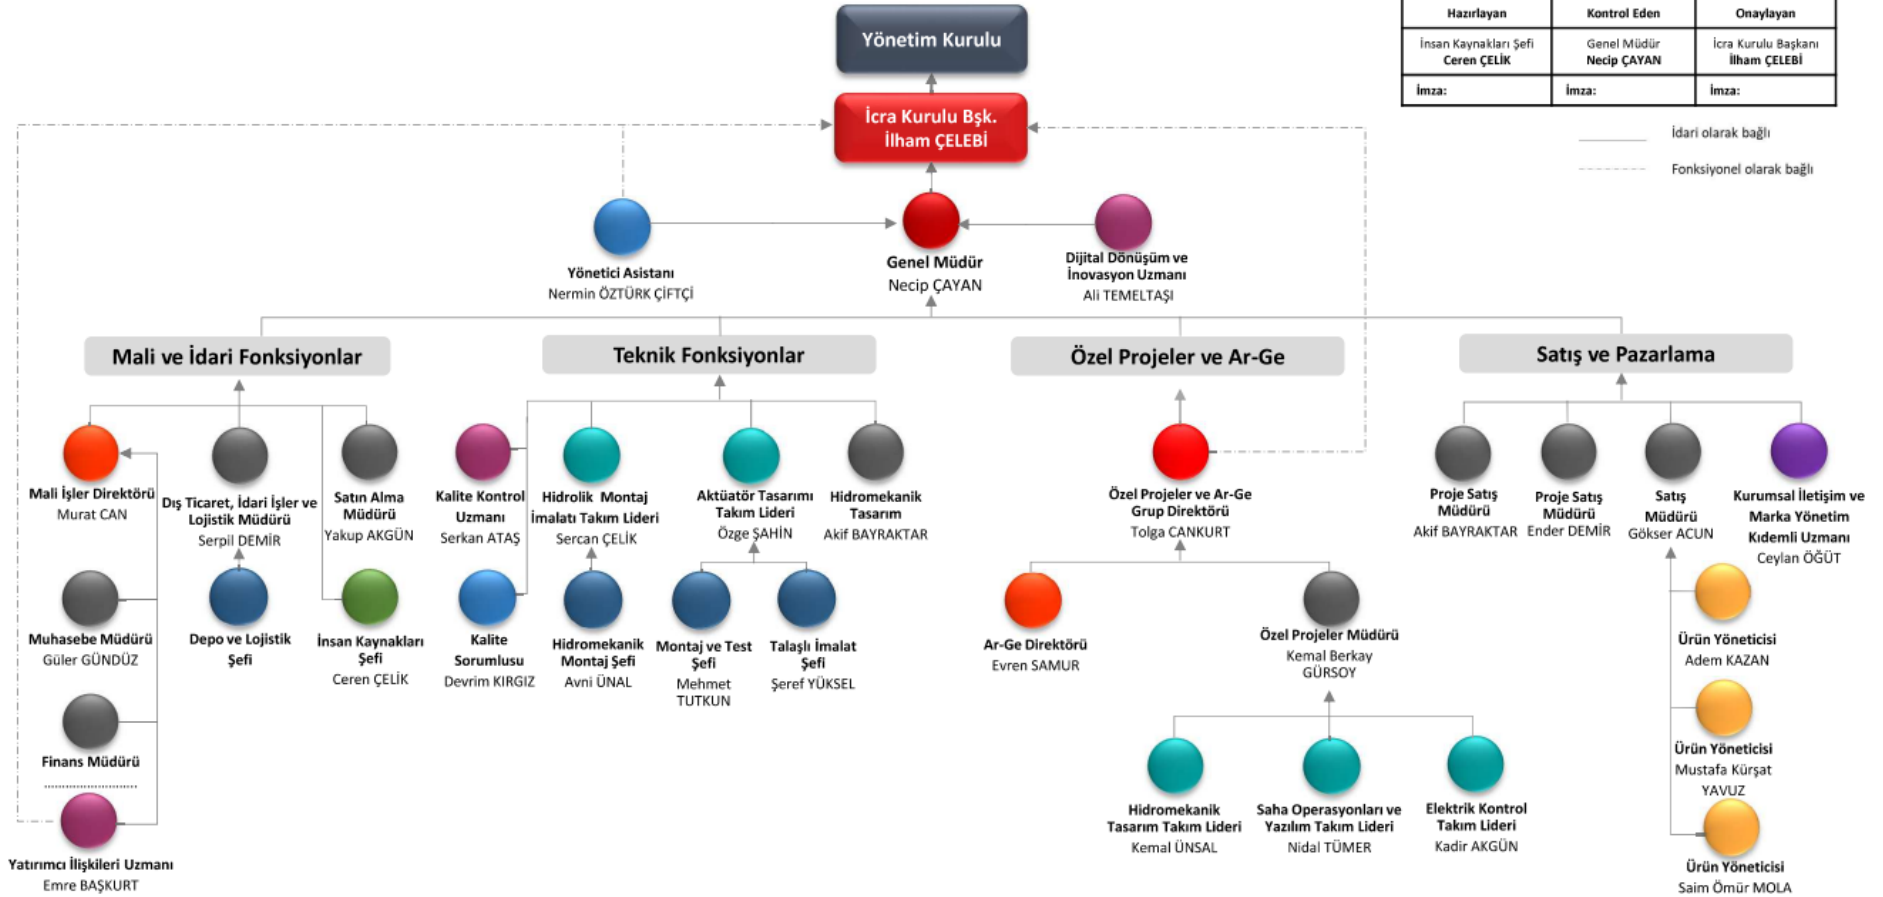 Yönetim Kurulu
Hazırlayan
Kontrol Eden
Onaylayan
İnsan Kaynakları Şefi
Ceren ÇELİK
Genel Müdür
Necip ÇAYAN
İcra Kurulu Başkanı
İlham ÇELEBİ
İmza:
İmza:
İmza:
İdari olarak bağlı
Fonksiyonel olarak bağlı
İcra Kurulu Bşk.
İlham ÇELEBİ
Yönetici Asistanı
Nermin ÖZTÜRK ÇİFTÇİ
Genel Müdür
Necip ÇAYAN
Dijital Dönüşüm ve
İnovasyon Uzmanı
Ali TEMELTAŞI
Mali ve İdari Fonksiyonlar
Teknik Fonksiyonlar
Özel Projeler ve Ar-Ge
Satış ve Pazarlama
Mali İşler Direktörü
Murat CAN
Dış Ticaret, İdari İşler ve
Lojistik Müdürü
Serpil DEMİR
Satın Alma
Müdürü
Yakup AKGÜN
Kalite Kontrol
Uzmanı
Serkan ATAŞ
Hidrolik Montaj
İmalatı Takım Lideri
Sercan ÇELİK
Aktüatör Tasarımı
Takım Lideri
Özge ŞAHİN
Hidromekanik
Tasarım
Akif BAYRAKTAR
Özel Projeler ve Ar-Ge
Grup Direktörü
Tolga CANKURT
Proje Satış
Müdürü
Akif BAYRAKTAR
Proje Satış
Müdürü
Ender DEMİR
Satış
Müdürü
Gökser ACUN
Kurumsal İletişim ve
Marka Yönetim
Kıdemli Uzmanı
Ceylan ÖĞÜT
Muhasebe Müdürü
Güler GÜNDÜZ
Depo ve Lojistik
Şefi
İnsan Kaynakları
Şefi
Ceren ÇELİK
Kalite
Sorumlusu
Devrim KIRGIZ
Hidromekanik
Montaj Şefi
Avni ÜNAL
Montaj ve Test
Şefi
Mehmet
TUTKUN
Talaşlı İmalat
Şefi
Şeref YÜKSEL
Ar-Ge Direktörü
Evren SAMUR
Özel Projeler Müdürü
Kemal Berkay
GÜRSOY
Ürün Yöneticisi
Adem KAZAN
Finans Müdürü
......................
Ürün Yöneticisi
Mustafa Kürşat
YAVUZ
Hidromekanik
Tasarım Takım Lideri
Kemal ÜNSAL
Saha Operasyonları ve
Yazılım Takım Lideri
Nidal TÜMER
Elektrik Kontrol
Takım Lideri
Kadir AKGÜN
Yatırımcı İlişkileri Uzmanı
Emre BAŞKURT
Ürün Yöneticisi
Saim Ömür MOLA